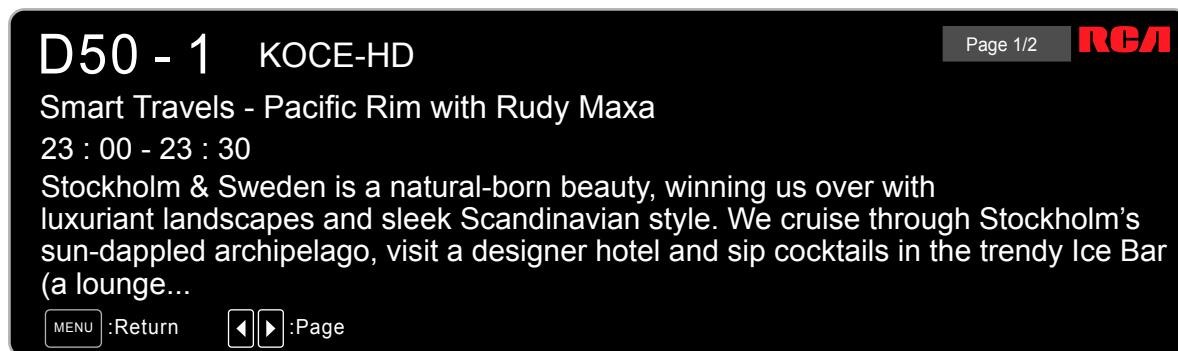 D50 - 1 KOCE-HD Page 1/2 RCA
Smart Travels - Pacific Rim with Rudy Maxa
23 : 00 - 23 : 30
Stockholm & Sweden is a natural-born beauty, winning us over with
luxuriant landscapes and sleek Scandinavian style. We cruise through Stockholm’s
sun-dappled archipelago, visit a designer hotel and sip cocktails in the trendy Ice Bar
(a lounge...
MENU :Return :Page